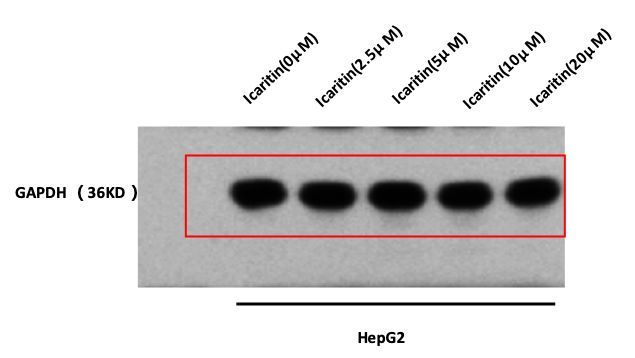 Icaritin(0μM)
Icaritin(2.5μM)
Icaritin(5μM)
Icaritin(10μM)
Icaritin(20μM)
GAPDH （36KD ）
HepG2